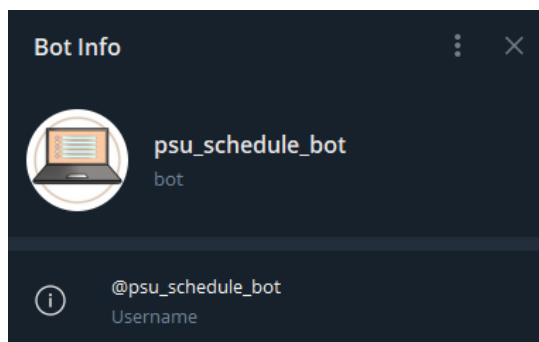 Bot Info
psu_schedule_bot
bot
@psu_schedule_bot
Username